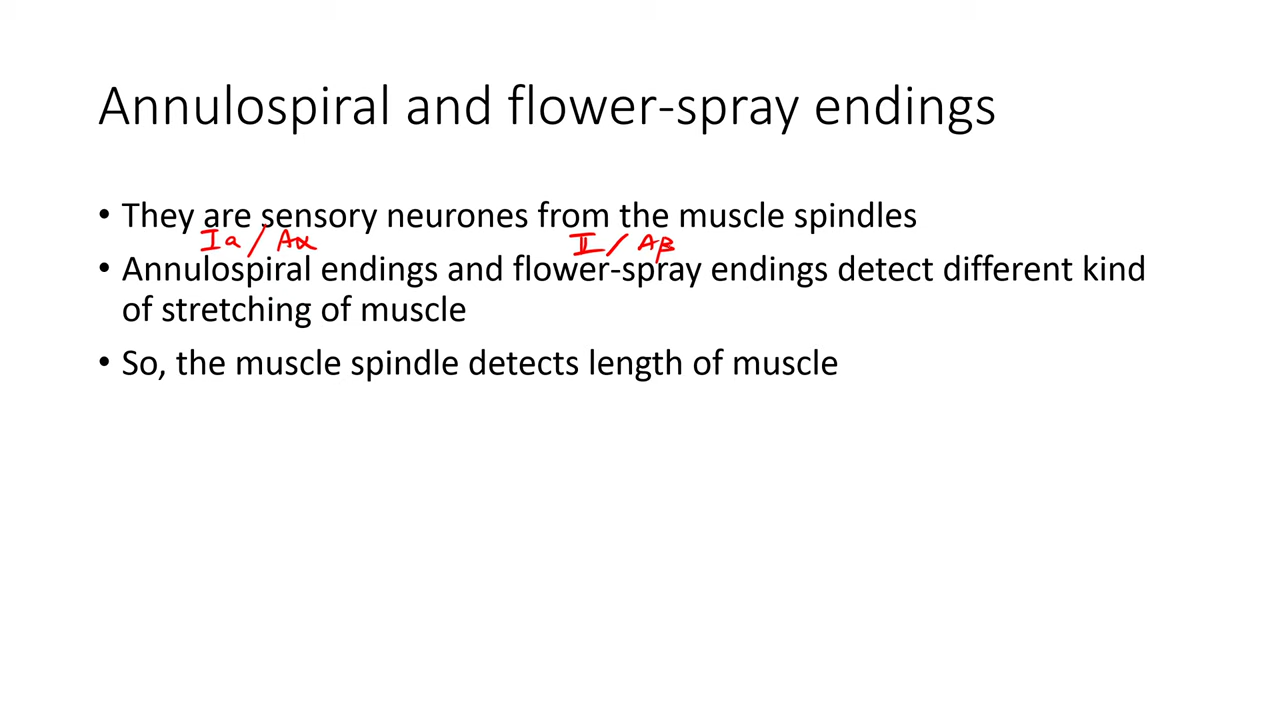 Annulospiral and flower-spray endings
• They are sensory neurones from the muscle spindles
Ia / Aα II / Aβ
• Annulospiral endings and flower-spray endings detect different kind
of stretching of muscle
• So, the muscle spindle detects length of muscle